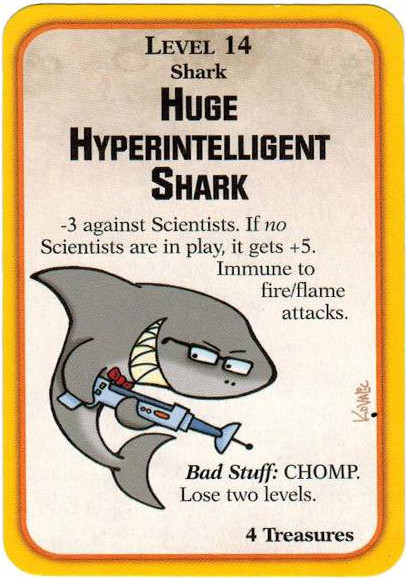 LEVEL 14
Shark
HUGE
HYPERINTELLIGENT
SHARK
-3 against Scientists. If no
Scientists are in play, it gets +5.
Immune to
fire/flame
attacks.
KOVALIC
Bad Stuff: CHOMP.
Lose two levels.
4 Treasures